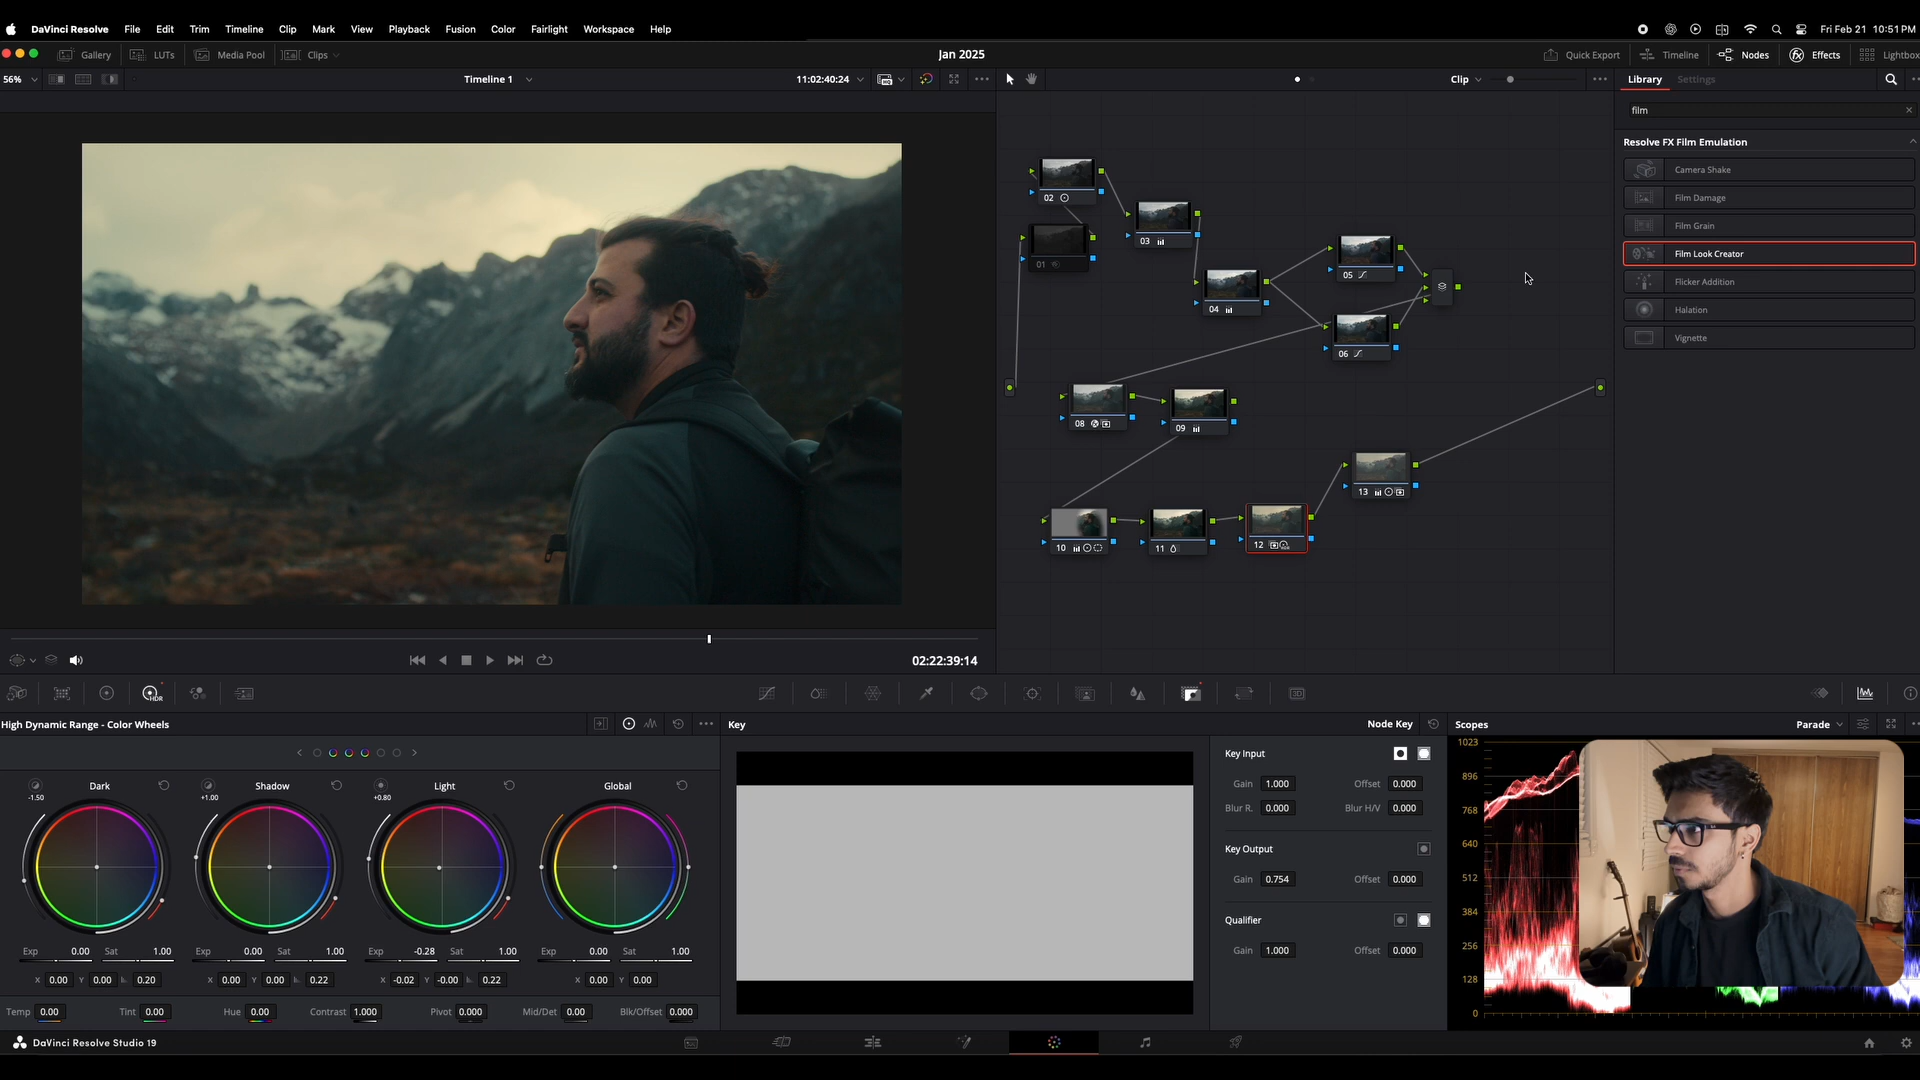 DaVinci Resolve File Edit Trim Timeline Clip Mark View Playback Fusion Color Fairlight Workspace Help Fri Feb 21 10:51 PM
Gallery LUTs Media Pool Clips Jan 2025 Quick Export Timeline Nodes Effects Lightbox
56% Timeline 1 11:02:40:24 Clip Library Settings
film
Resolve FX Film Emulation
Camera Shake
Film Damage
Film Grain
Film Look Creator
Flicker Addition
Halation
Vignette
02
03
01
04
05
06
08
09
13
10
11
12
02:22:39:14
HDR
High Dynamic Range - Color Wheels Key Node Key Scopes Parade
Dark Shadow Light Global
-1.50 +1.00 +0.80
Exp 0.00 Sat 1.00 Exp 0.00 Sat 1.00 Exp -0.28 Sat 1.00 Exp 0.00 Sat 1.00
X 0.00 Y 0.00 0.20 X 0.00 Y 0.00 0.22 X -0.02 Y -0.00 0.22 X 0.00 Y 0.00
Temp 0.00 Tint 0.00 Hue 0.00 Contrast 1.000 Pivot 0.000 Mid/Det 0.00 Blk/Offset 0.000
Key Input
Gain 1.000 Offset 0.000
Blur R. 0.000 Blur H/V 0.000
Key Output
Gain 0.754 Offset 0.000
Qualifier
Gain 1.000 Offset 0.000
1023
896
768
640
512
384
256
128
0
DaVinci Resolve Studio 19